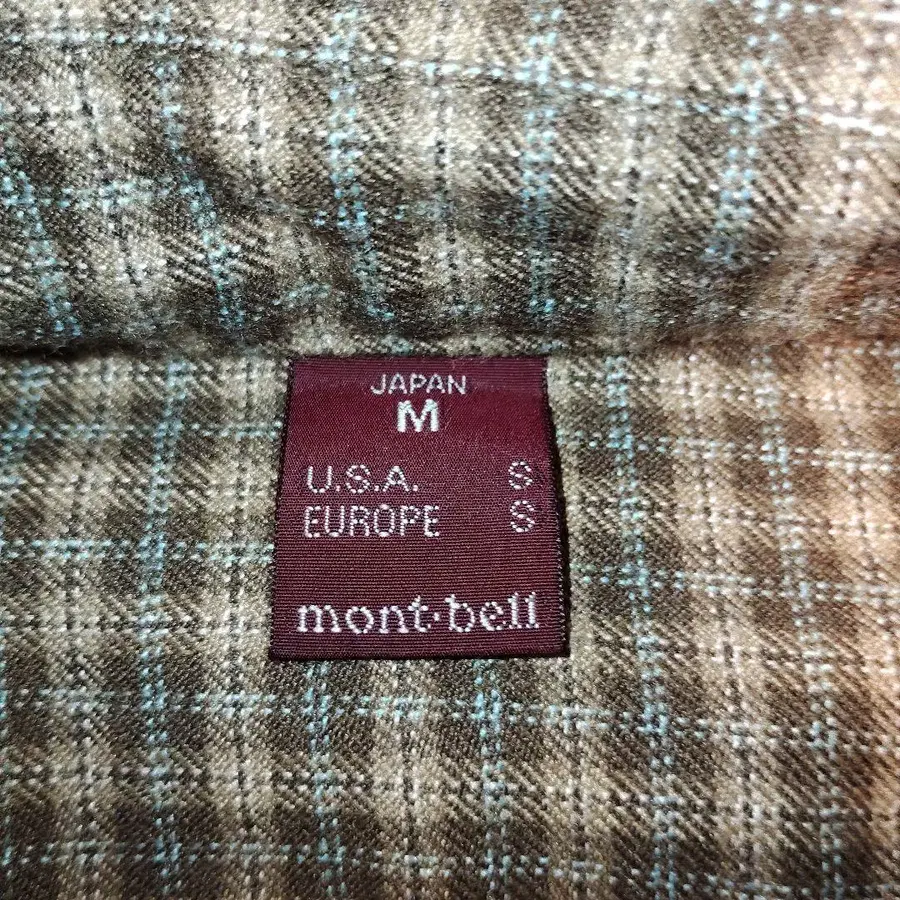 JAPAN
M
U.S.A. S
EUROPE S
mont·bell